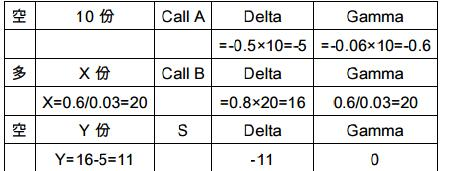 空 10 份 Call A Delta Gamma
=-0.5×10=-5 =-0.06×10=-0.6
多 X 份 Call B Delta Gamma
X=0.6/0.03=20 =0.8×20=16 0.6/0.03=20
空 Y 份 S Delta Gamma
Y=16-5=11 -11 0